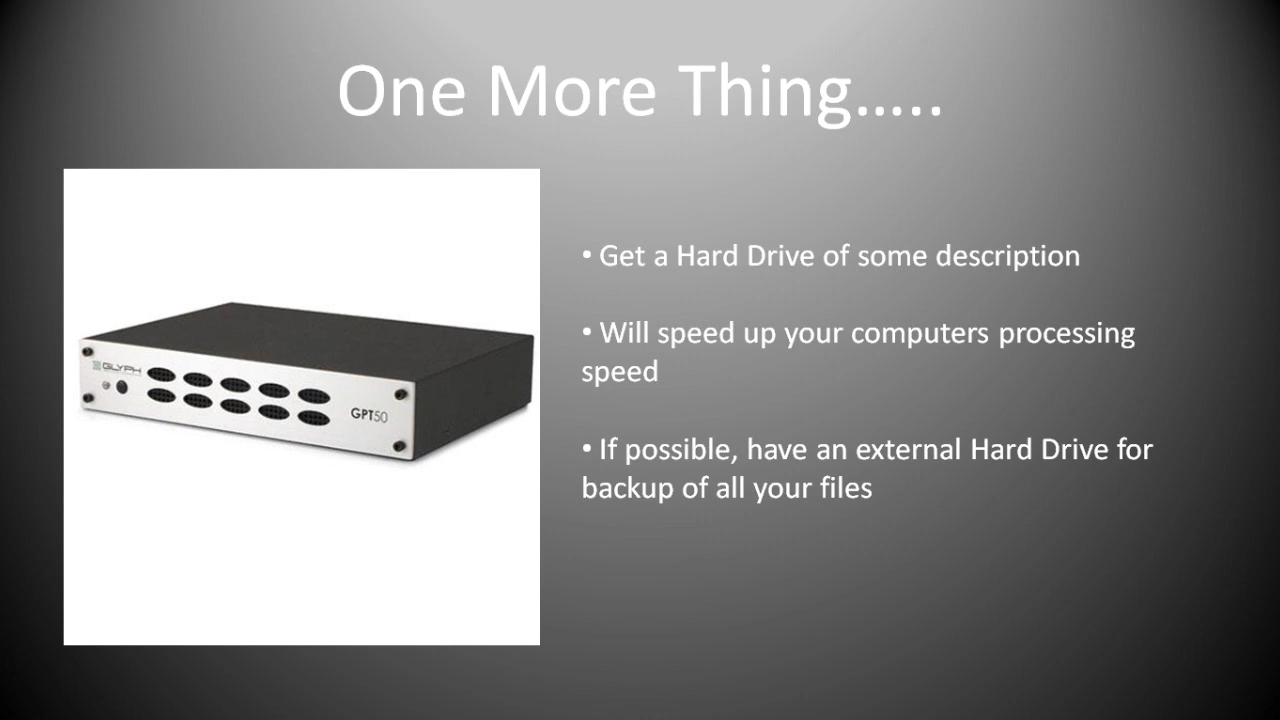 One More Thing…..
GLYPH
GPT50
• Get a Hard Drive of some description
• Will speed up your computers processing
speed
• If possible, have an external Hard Drive for
backup of all your files